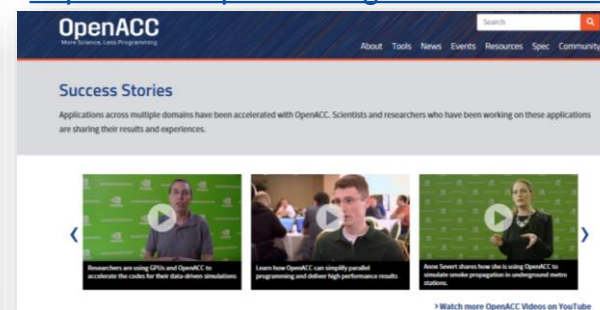 OpenACC
More Science, Less Programming
Search
About Tools News Events Resources Spec Community
Success Stories
Applications across multiple domains have been accelerated with OpenACC. Scientists and researchers who have been working on these applications
are sharing their results and experiences.
Researchers are using GPUs and OpenACC to
accelerate the codes for their data-driven simulations
Learn how OpenACC can simplify parallel
programming and deliver high performance results
Anne Severt shares how she is using OpenACC to
simulate smoke propagation in underground metro
stations.
>Watch more OpenACC Videos on YouTube